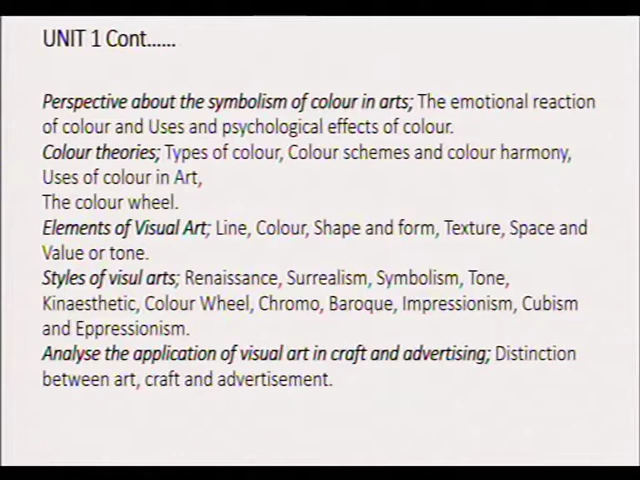 UNIT 1 Cont......
Perspective about the symbolism of colour in arts; The emotional reaction
of colour and Uses and psychological effects of colour.
Colour theories; Types of colour, Colour schemes and colour harmony,
Uses of colour in Art,
The colour wheel.
Elements of Visual Art; Line, Colour, Shape and form, Texture, Space and
Value or tone.
Styles of visul arts; Renaissance, Surrealism, Symbolism, Tone,
Kinaesthetic, Colour Wheel, Chromo, Baroque, Impressionism, Cubism
and Eppressionism.
Analyse the application of visual art in craft and advertising; Distinction
between art, craft and advertisement.